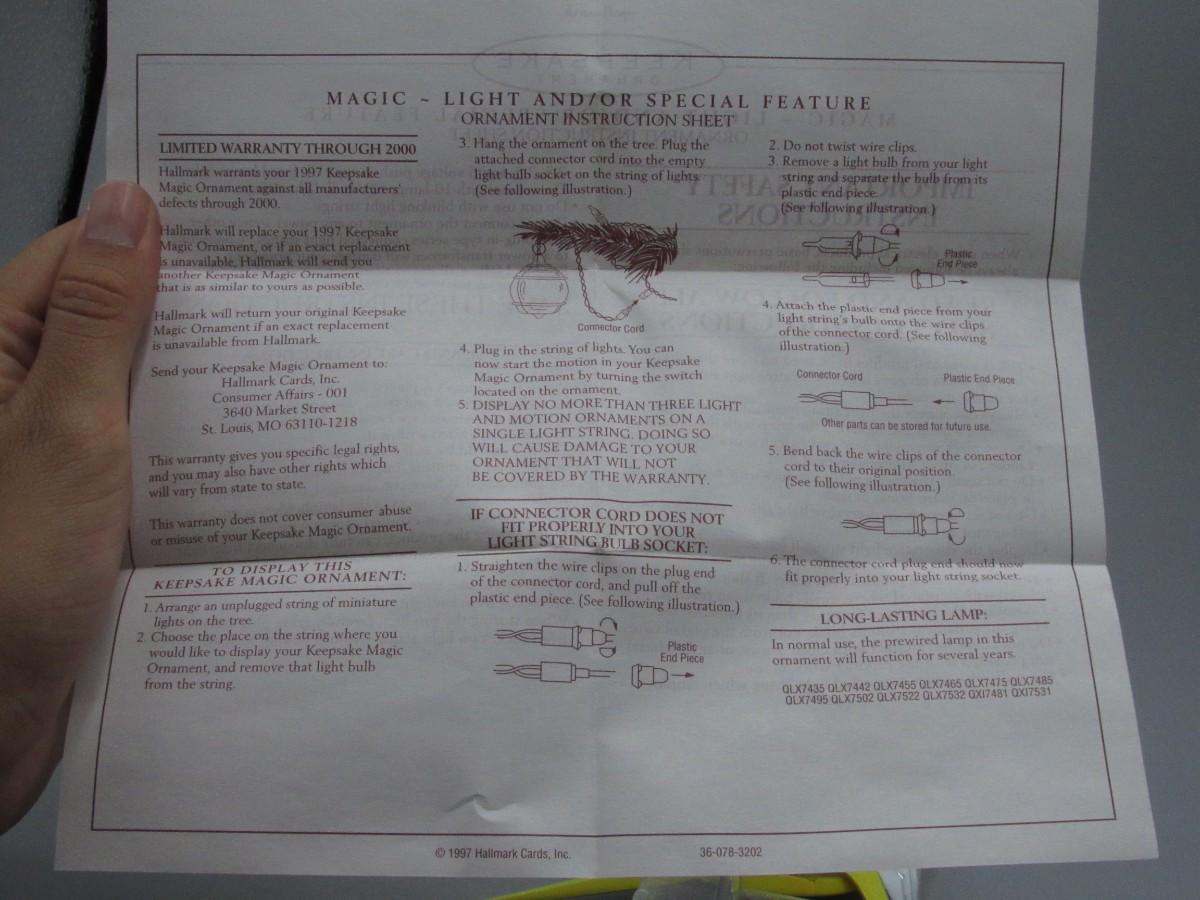 MAGIC ~ LIGHT AND/OR SPECIAL FEATURE
ORNAMENT INSTRUCTION SHEET
LIMITED WARRANTY THROUGH 2000
Hallmark warrants your 1997 Keepsake
Magic Ornament against all manufacturers'
defects through 2000.
Hallmark will replace your 1997 Keepsake
Magic Ornament, or if an exact replacement
is unavailable, Hallmark will send you
another Keepsake Magic Ornament
that is as similar to yours as possible.
Hallmark will return your original Keepsake
Magic Ornament if an exact replacement
is unavailable from Hallmark.
Send your Keepsake Magic Ornament to:
Hallmark Cards, Inc.
Consumer Affairs - 001
3640 Market Street
St. Louis, MO 63110-1218
This warranty gives you specific legal rights,
and you may also have other rights which
will vary from state to state.
This warranty does not cover consumer abuse
or misuse of your Keepsake Magic Ornament.
TO DISPLAY THIS
KEEPSAKE MAGIC ORNAMENT:
1. Arrange an unplugged string of miniature
lights on the tree.
2. Choose the place on the string where you
would like to display your Keepsake Magic
Ornament, and remove that light bulb
from the string.
3. Hang the ornament on the tree. Plug the
attached connector cord into the empty
light bulb socket on the string of lights.
(See following illustration.)
Connector Cord
4. Plug in the string of lights. You can
now start the motion in your Keepsake
Magic Ornament by turning the switch
located on the ornament.
5. DISPLAY NO MORE THAN THREE LIGHT
AND MOTION ORNAMENTS ON A
SINGLE LIGHT STRING. DOING SO
WILL CAUSE DAMAGE TO YOUR
ORNAMENT THAT WILL NOT
BE COVERED BY THE WARRANTY.
IF CONNECTOR CORD DOES NOT
FIT PROPERLY INTO YOUR
LIGHT STRING BULB SOCKET:
1. Straighten the wire clips on the plug end
of the connector cord, and pull off the
plastic end piece. (See following illustration.)
Plastic
End Piece
2. Do not twist wire clips.
3. Remove a light bulb from your light
string and separate the bulb from its
plastic end piece.
(See following illustration.)
Plastic
End Piece
4. Attach the plastic end piece from your
light string's bulb onto the wire clips
of the connector cord. (See following
illustration.)
Connector Cord
Plastic End Piece
Other parts can be stored for future use.
5. Bend back the wire clips of the connector
cord to their original position.
(See following illustration.)
6. The connector cord plug end should now
fit properly into your light string socket.
LONG-LASTING LAMP:
In normal use, the prewired lamp in this
ornament will function for several years.
QLX7435 QLX7442 QLX7455 QLX7465 QLX7475 QLX7485
QLX7495 QLX7502 QLX7522 QLX7532 QXI7481 QXI7531
© 1997 Hallmark Cards, Inc.
36-078-3202